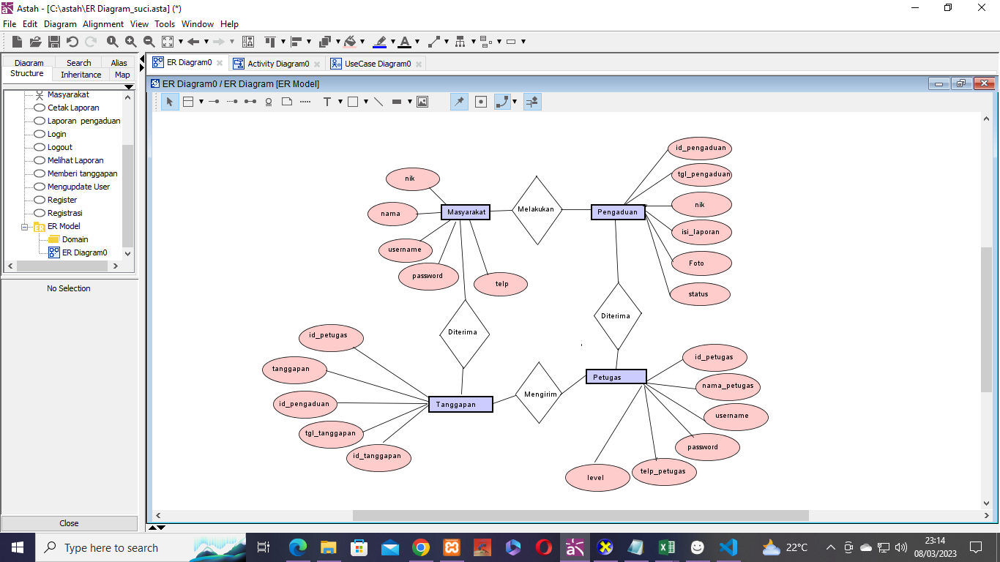 Astah - [C:\astah\ER Diagram_suci.asta] (*)
File Edit Diagram Alignment View Tools Window Help
Diagram Search Alias
Structure Inheritance Map
Masyarakat
Cetak Laporan
Laporan pengaduan
Login
Logout
Melihat Laporan
Memberi tanggapan
Mengupdate User
Register
Registrasi
ER Model
Domain
ER Diagram0
No Selection
Close
ER Diagram0 Activity Diagram0 UseCase Diagram0
ER Diagram0 / ER Diagram [ER Model]
id_pengaduan
tgl_pengaduan
nik
nik
nama
Masyarakat
Melakukan
Pengaduan
isi_laporan
username
Foto
password
telp
status
Diterima
Diterima
id_petugas
tanggapan
id_pengaduan
tgl_tanggapan
id_tanggapan
Tanggapan
Mengirim
Petugas
id_petugas
nama_petugas
username
password
telp_petugas
level
Type here to search
22°C
23:14
08/03/2023